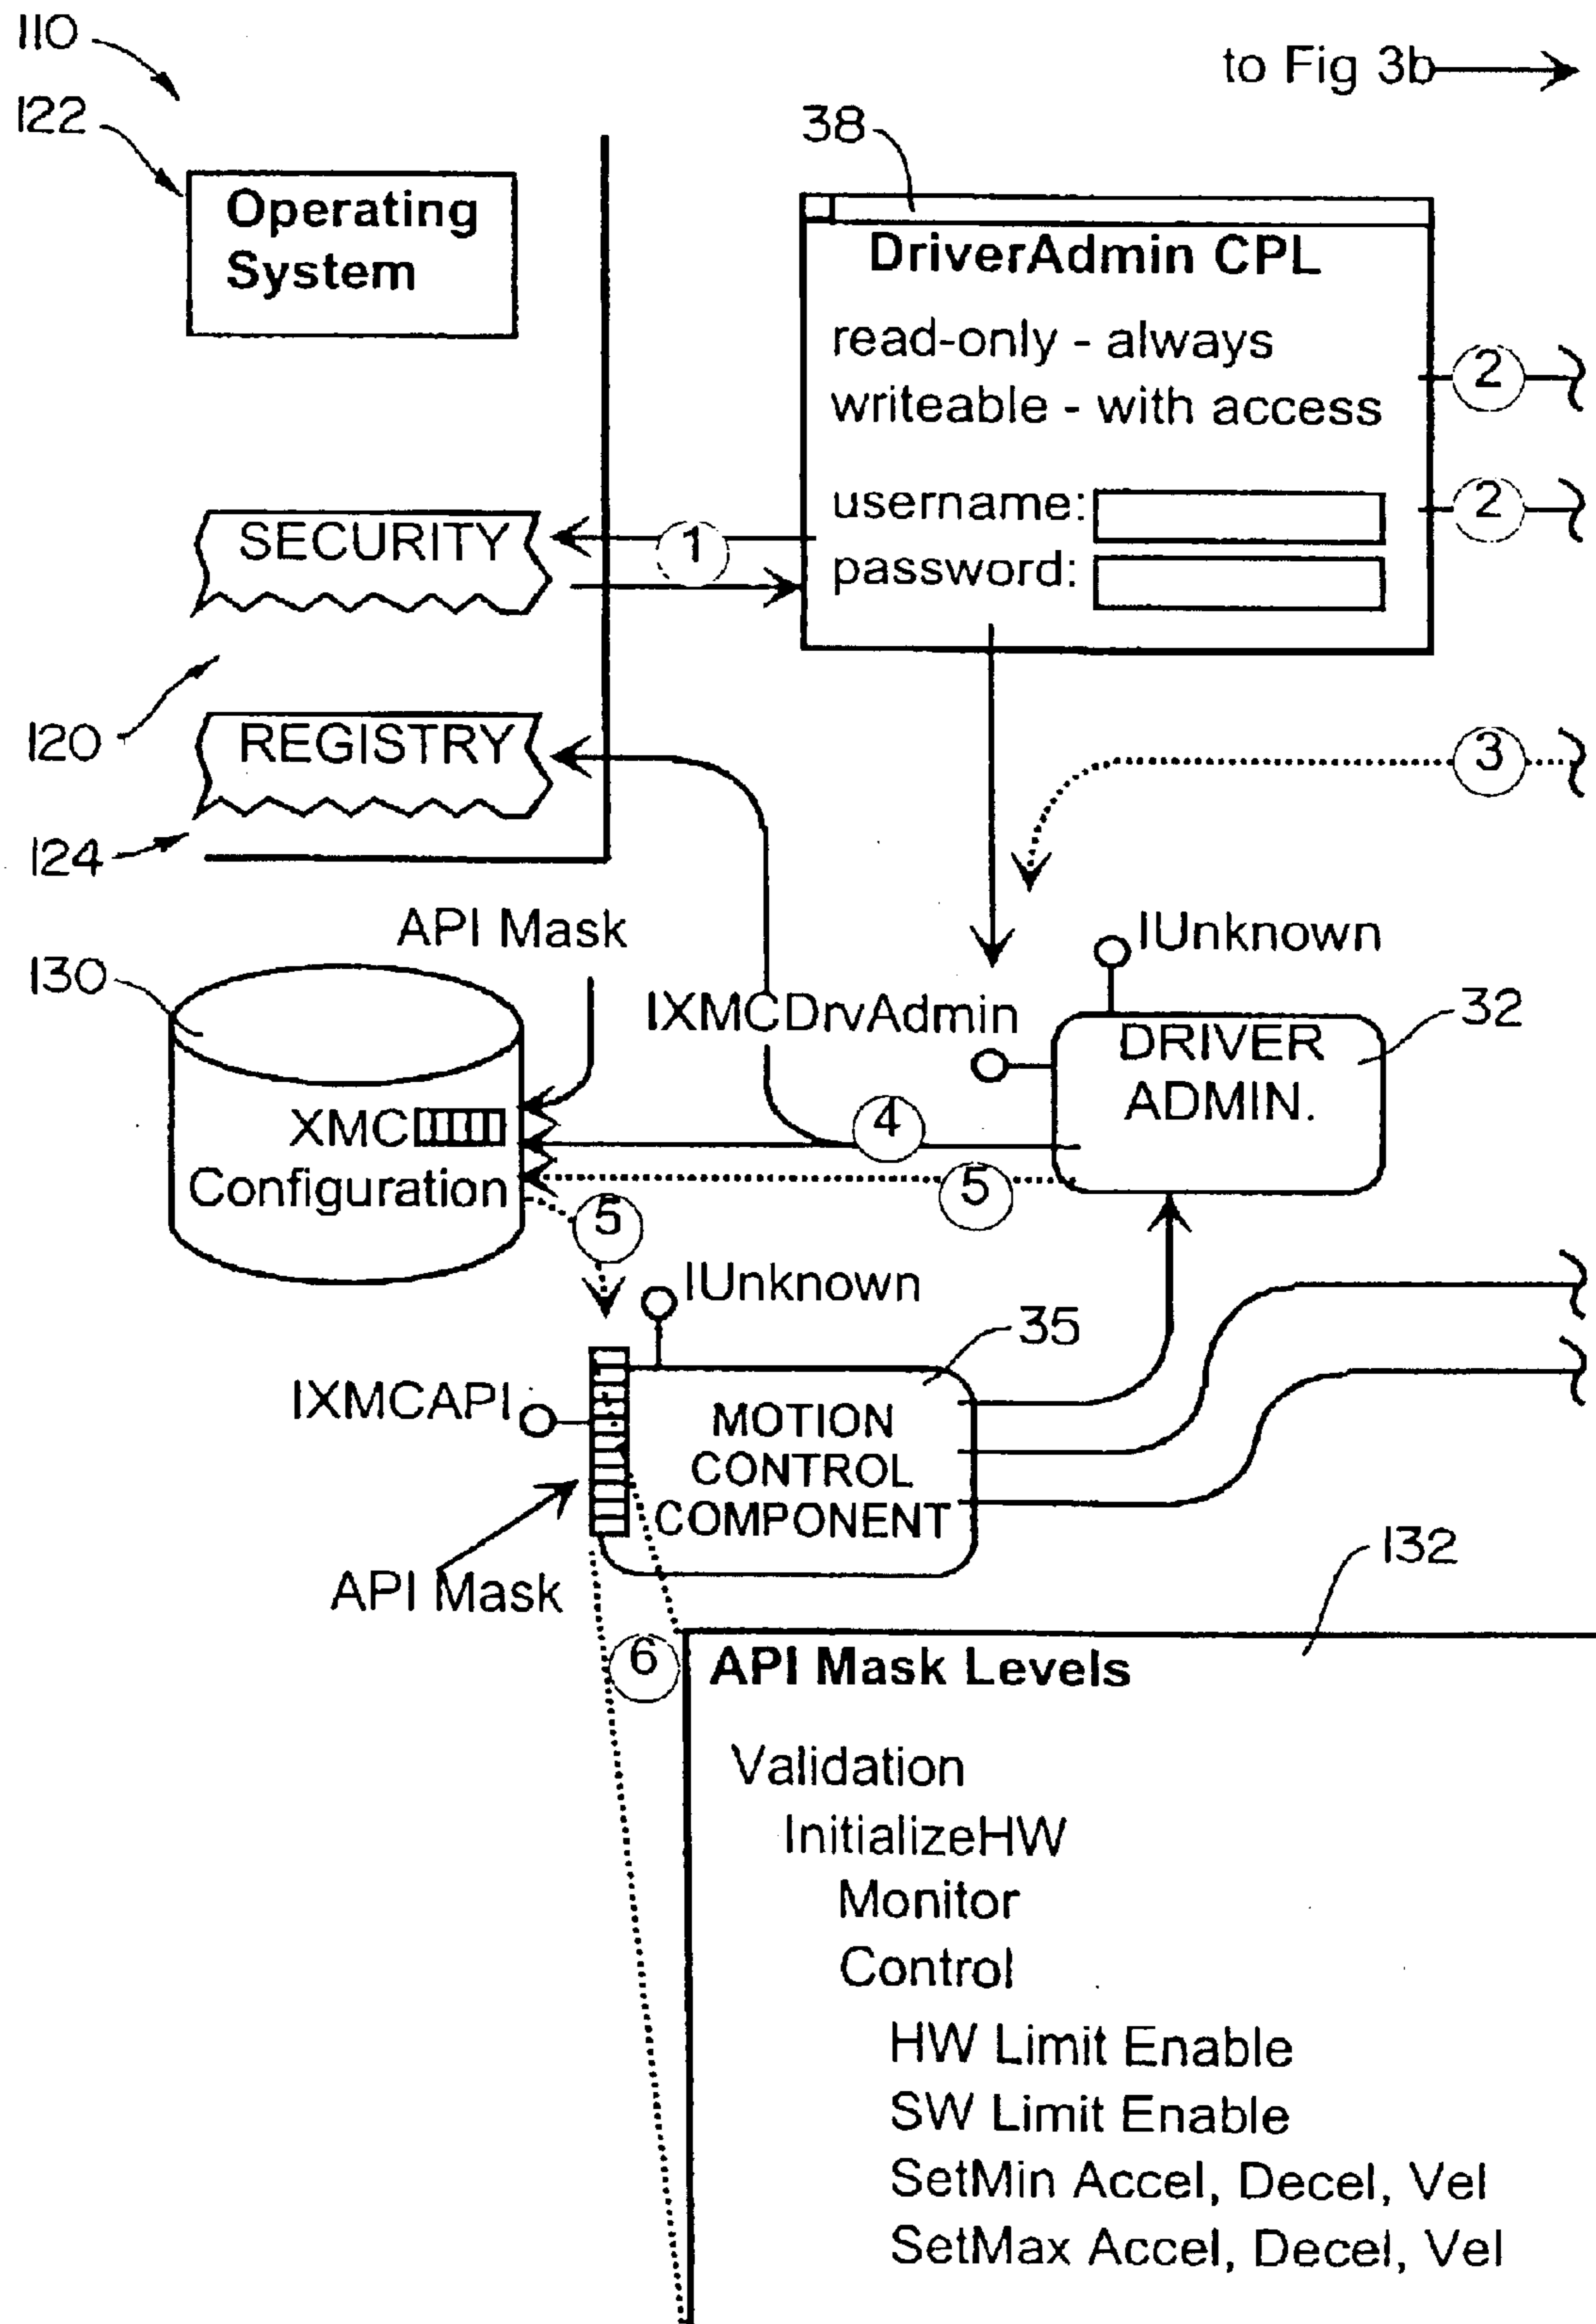 110
to Fig 3b
122
38
Operating
System
DriverAdmin CPL
read-only - always
writeable - with access
2
username:
2
SECURITY
1
password:
120
REGISTRY
3
124
API Mask
IUnknown
130
IXMCDrvAdmin
32
DRIVER
ADMIN.
XMC
4
Configuration
5
5
IUnknown
35
IXMCAPI
MOTION
CONTROL
COMPONENT
132
API Mask
6
API Mask Levels
Validation
InitializeHW
Monitor
Control
HW Limit Enable
SW Limit Enable
SetMin Accel, Decel, Vel
SetMax Accel, Decel, Vel